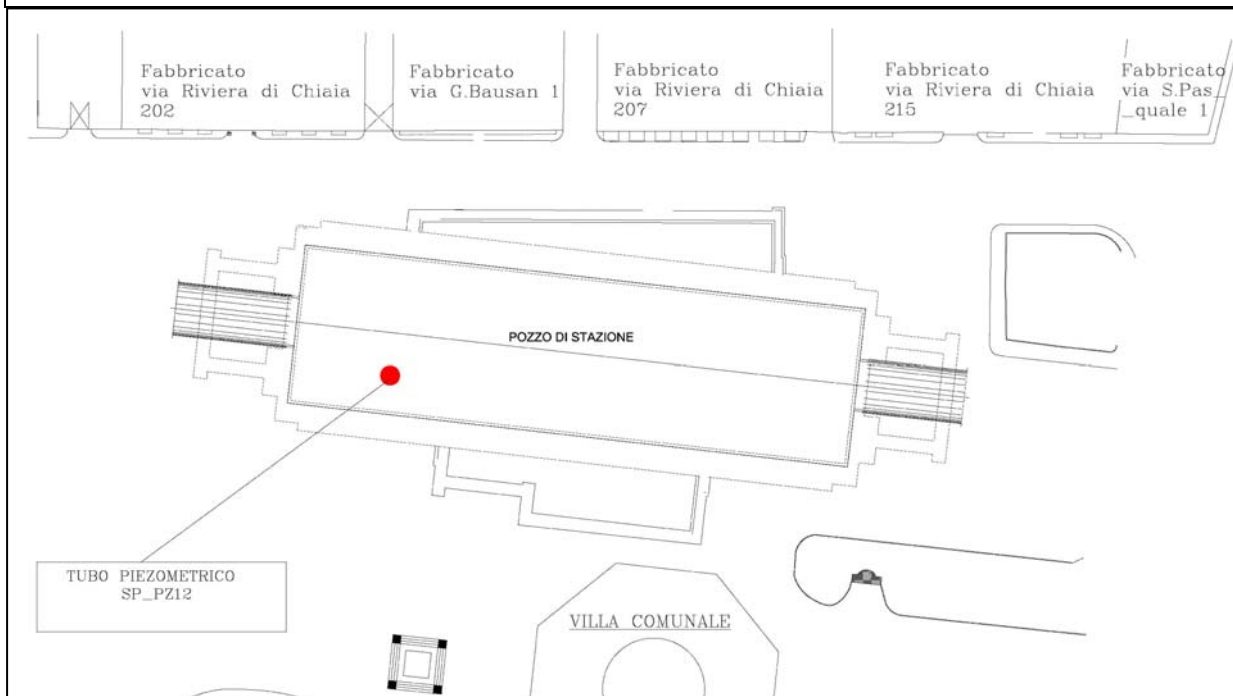 Fabbricato
via Riviera di Chiaia
202
Fabbricato
via G.Bausan 1
Fabbricato
via Riviera di Chiaia
207
Fabbricato
via Riviera di Chiaia
215
Fabbricato
via S.Pas
_quale 1
POZZO DI STAZIONE
TUBO PIEZOMETRICO
SP_PZ12
VILLA COMUNALE